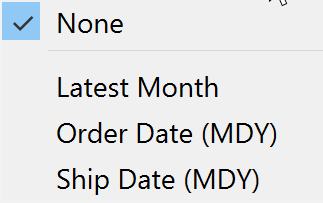 None
Latest Month
Order Date (MDY)
Ship Date (MDY)